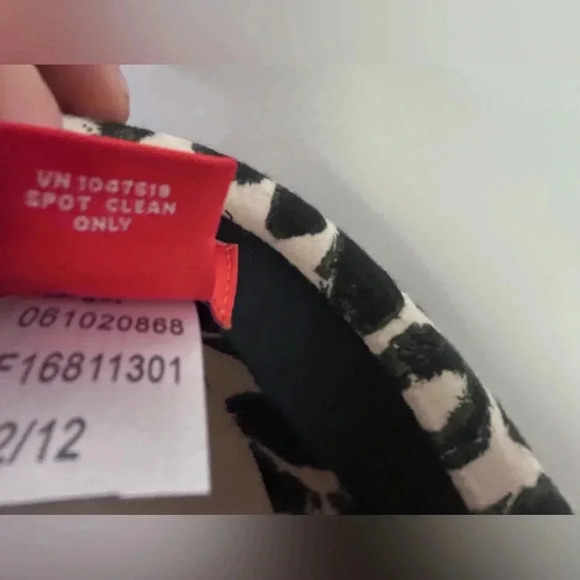 VN 1047619
SPOT CLEAN
ONLY
061020868
F16811301
2/12